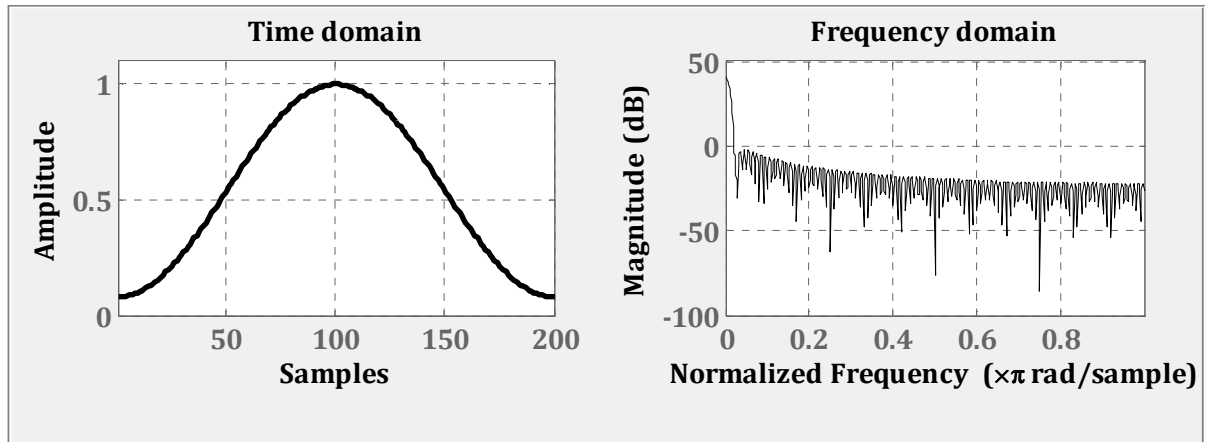 Time domain
Amplitude
1
0.5
0
50 100 150 200
Samples
Frequency domain
Magnitude (dB)
50
0
-50
-100
0 0.2 0.4 0.6 0.8
Normalized Frequency (×π rad/sample)